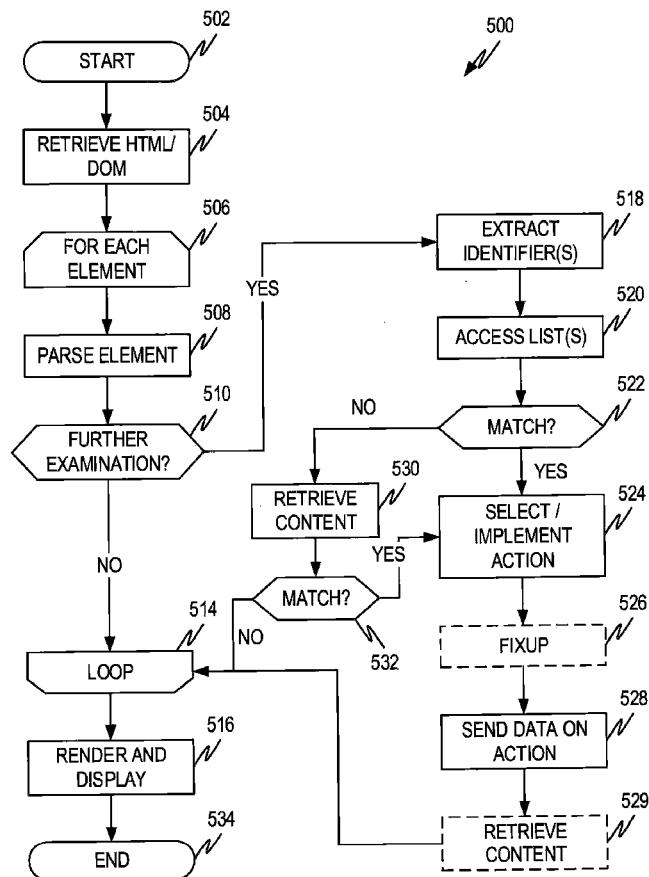 500
502
START
504
RETRIEVE HTML/
DOM
506
FOR EACH
ELEMENT
508
PARSE ELEMENT
510
FURTHER
EXAMINATION?
YES
NO
514
LOOP
516
RENDER AND
DISPLAY
534
END
518
EXTRACT
IDENTIFIER(S)
520
ACCESS LIST(S)
522
MATCH?
NO
YES
530
RETRIEVE
CONTENT
YES
MATCH?
532
NO
524
SELECT /
IMPLEMENT
ACTION
526
FIXUP
528
SEND DATA ON
ACTION
529
RETRIEVE
CONTENT